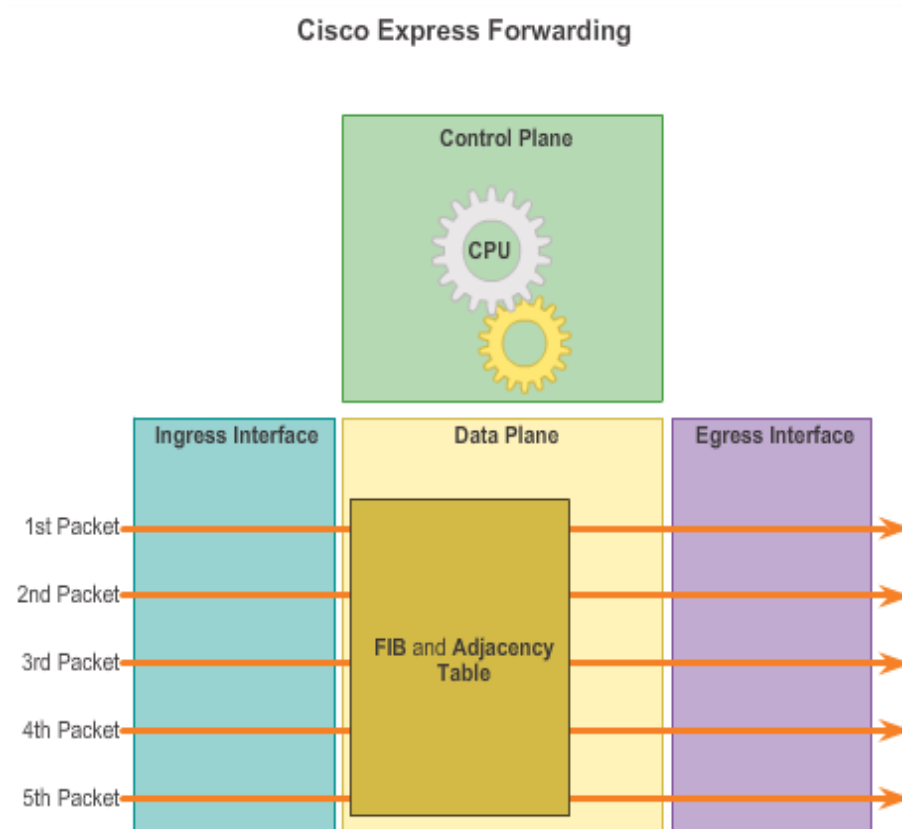 Cisco Express Forwarding
Control Plane
CPU
Ingress Interface
Data Plane
Egress Interface
1st Packet
2nd Packet
3rd Packet
4th Packet
5th Packet
FIB and Adjacency
Table